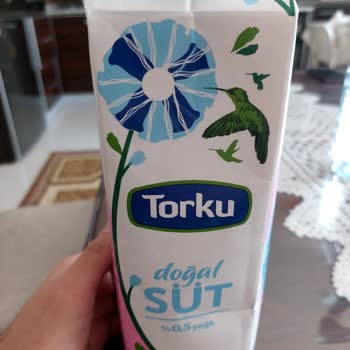 Torku
doğal
SÜT
%0,5 yağlı